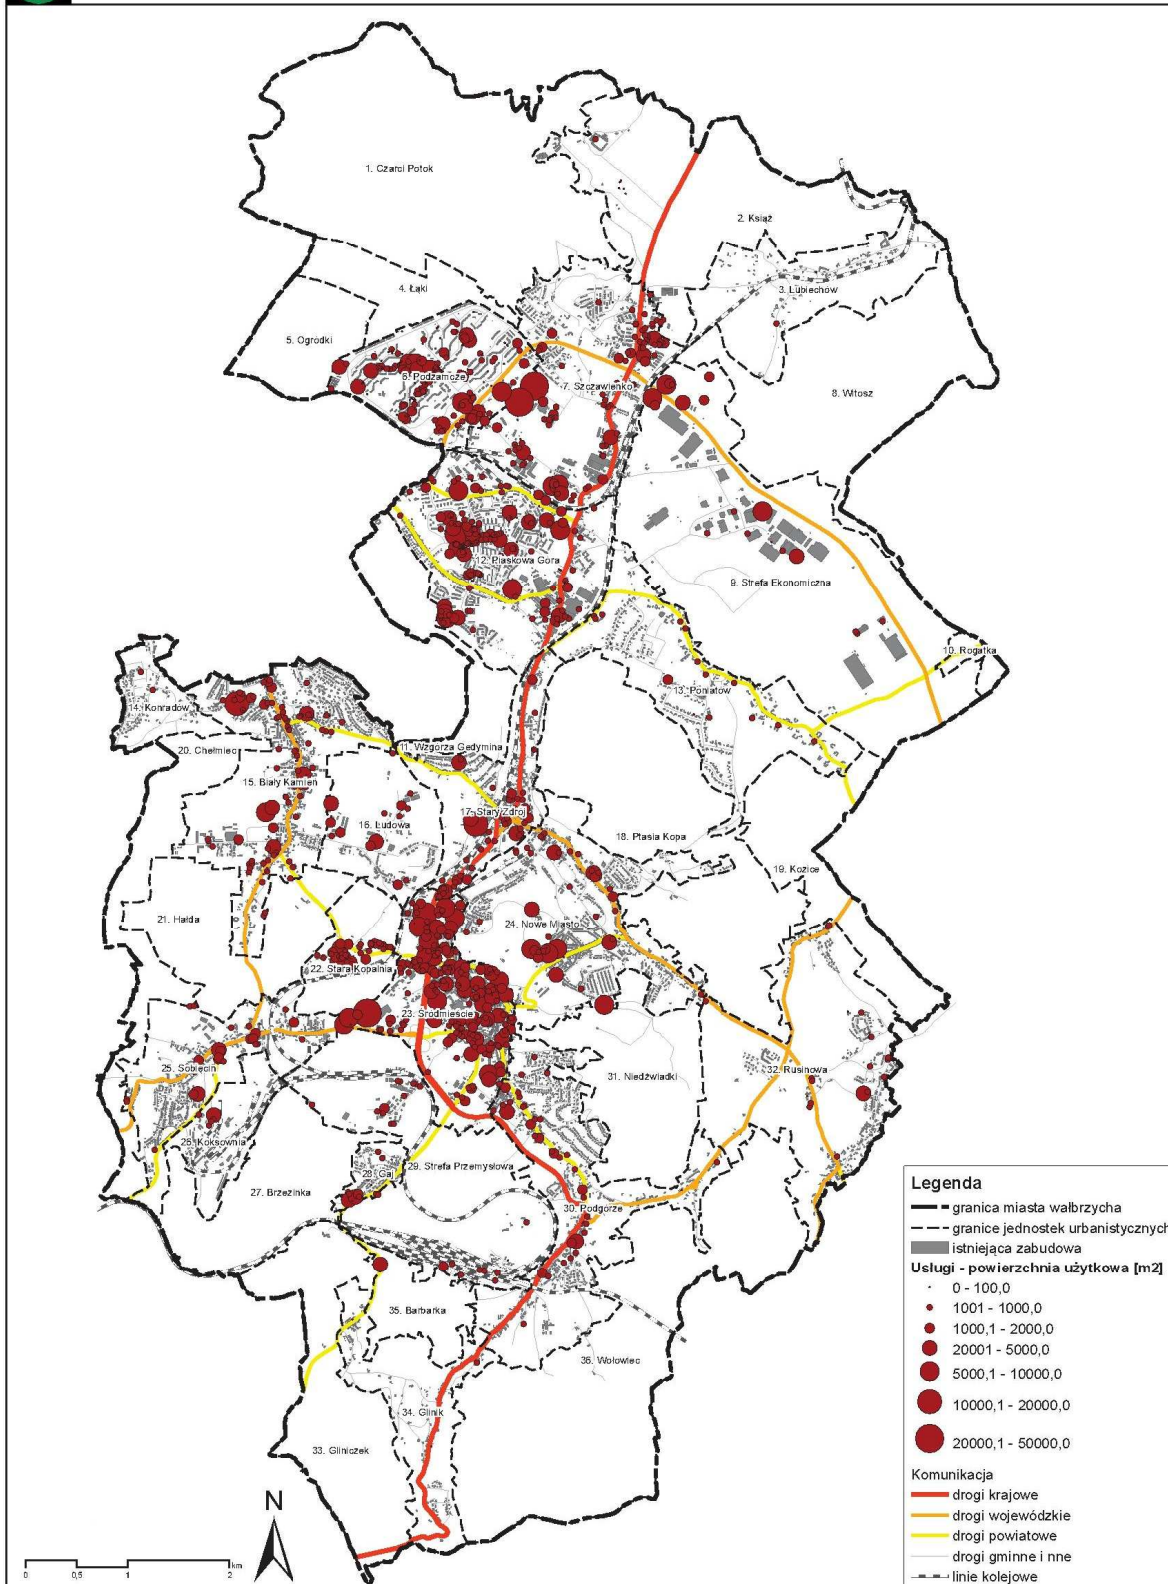 1. Czarci Potok
2. Książ
3. Lubiechów
4. Łąki
5. Ogródki
6. Podzamcze
7. Szczawienko
8. Witosz
12. Piaskowa Góra
9. Strefa Ekonomiczna
10. Rogatka
13. Poniatów
14. Konradów
11. Wzgórza Gedymina
20. Chełmiec
15. Biały Kamień
17. Stary Zdrój
16. Ludowa
18. Ptasia Kopa
19. Kozice
21. Hałda
24. Nowe Miasto
22. Stara Kopalnia
23. Śródmieście
25. Sobięcin
31. Niedźwiadki
32. Rusinowa
26. Koksownia
28. Gaj
29. Strefa Przemysłowa
27. Brzezinka
30. Podgórze
35. Barbarka
36. Wołowiec
34. Glinik
33. Gliniczek
N
0 0,5 1 2 km
Legenda
granica miasta wałbrzycha
granice jednostek urbanistycznych
istniejąca zabudowa
Usługi - powierzchnia użytkowa [m2]
0 - 100,0
1001 - 1000,0
1000,1 - 2000,0
20001 - 5000,0
5000,1 - 10000,0
10000,1 - 20000,0
20000,1 - 50000,0
Komunikacja
drogi krajowe
drogi wojewódzkie
drogi powiatowe
drogi gminne i nne
linie kolejowe